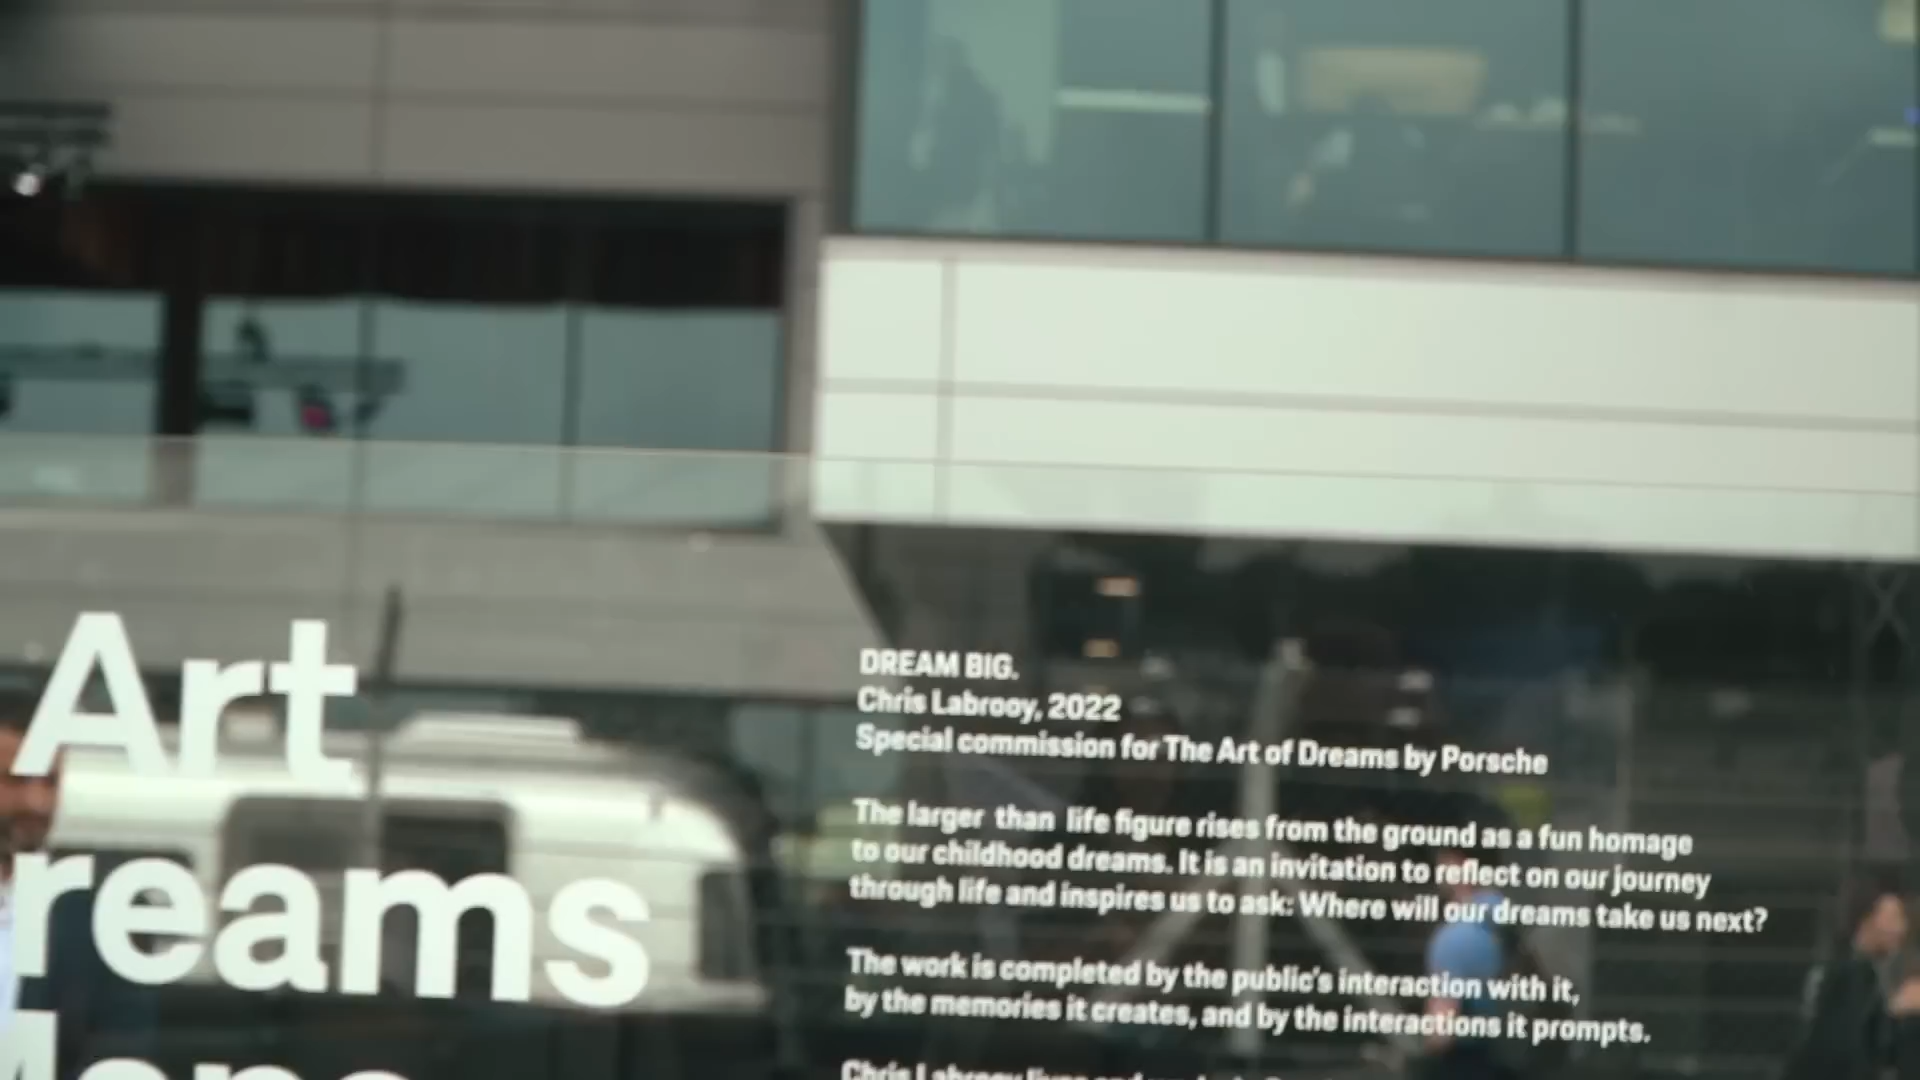 Art
reams
DREAM BIG.
Chris Labrooy, 2022
Special commission for The Art of Dreams by Porsche
The larger than life figure rises from the ground as a fun homage
to our childhood dreams. It is an invitation to reflect on our journey
through life and inspires us to ask: Where will our dreams take us next?
The work is completed by the public's interaction with it,
by the memories it creates, and by the interactions it prompts.
Chris Labrooy lives and